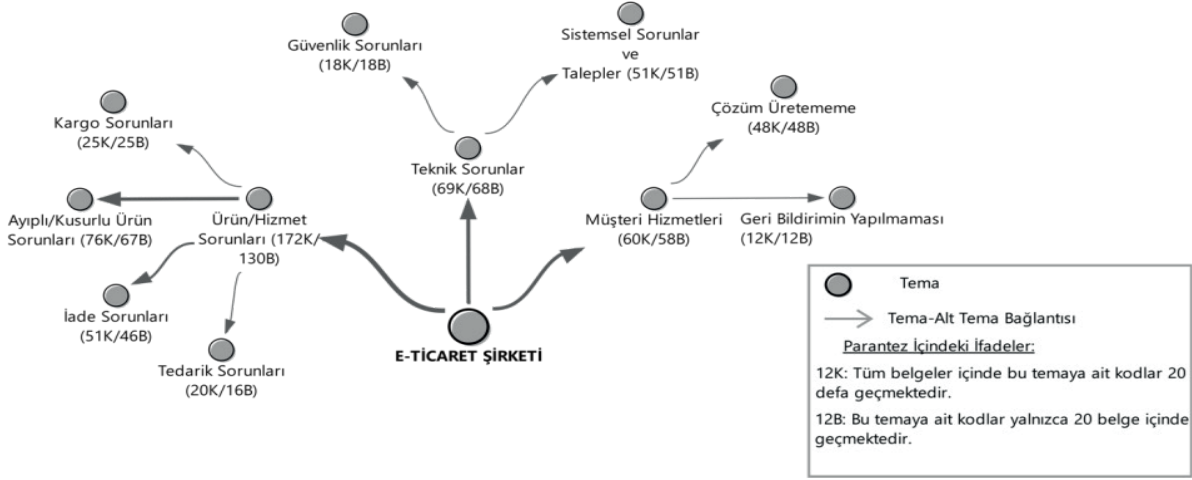 Güvenlik Sorunları
(18K/18B)
Sistemsel Sorunlar
ve
Talepler (51K/51B)
Kargo Sorunları
(25K/25B)
Çözüm Üretememe
(48K/48B)
Teknik Sorunlar
(69K/68B)
Ayıplı/Kusurlu Ürün
Sorunları (76K/67B)
Ürün/Hizmet
Sorunları (172K/
130B)
Müşteri Hizmetleri
(60K/58B)
Geri Bildirimin Yapılmaması
(12K/12B)
İade Sorunları
(51K/46B)
Tedarik Sorunları
(20K/16B)
E-TİCARET ŞİRKETİ
Tema
Tema-Alt Tema Bağlantısı
Parantez İçindeki İfadeler:
12K: Tüm belgeler içinde bu temaya ait kodlar 20
defa geçmektedir.
12B: Bu temaya ait kodlar yalnızca 20 belge içinde
geçmektedir.